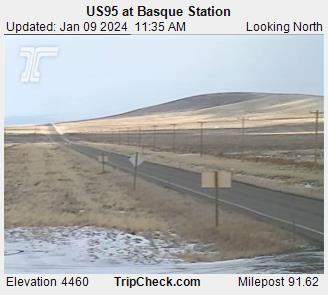 US95 at Basque Station
Updated: Jan 09 2024 11:35 AM Looking North
Elevation 4460 TripCheck.com Milepost 91.62